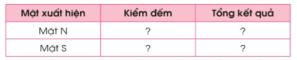 Mặt xuất hiện Kiểm đếm Tổng kết quả
Mặt N ? ?
Mặt S ? ?